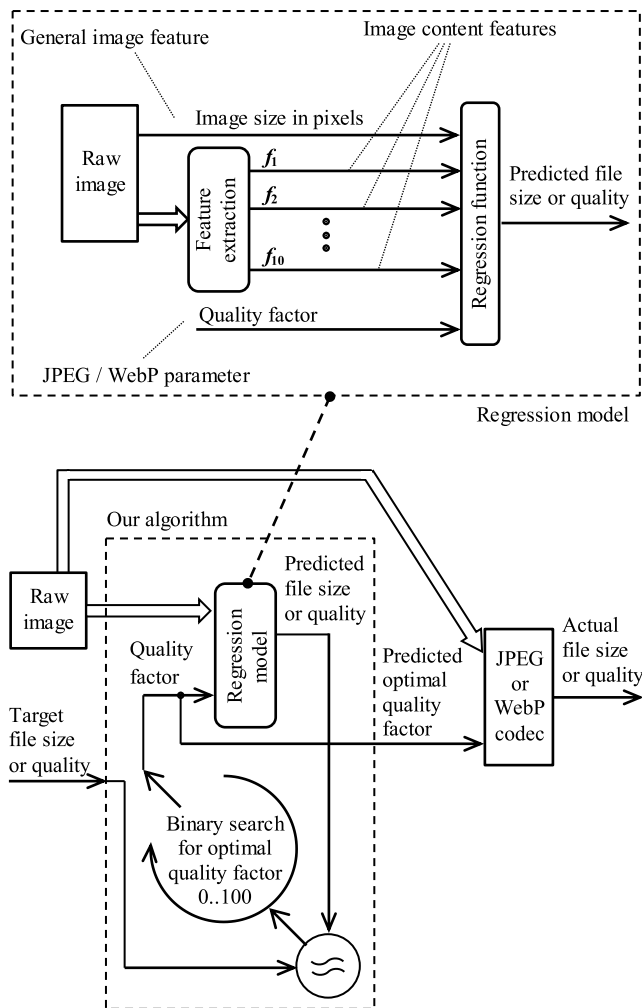 General image feature
Image content features
Raw
image
Image size in pixels
Feature
extraction
f1
f2
f10
Regression function
Predicted file
size or quality
Quality factor
JPEG / WebP parameter
Regression model
Our algorithm
Raw
image
Predicted
file size
or quality
Regression
model
Quality
factor
Predicted
optimal
quality
factor
JPEG
or
WebP
codec
Actual
file size
or quality
Target
file size
or quality
Binary search
for optimal
quality factor
0..100